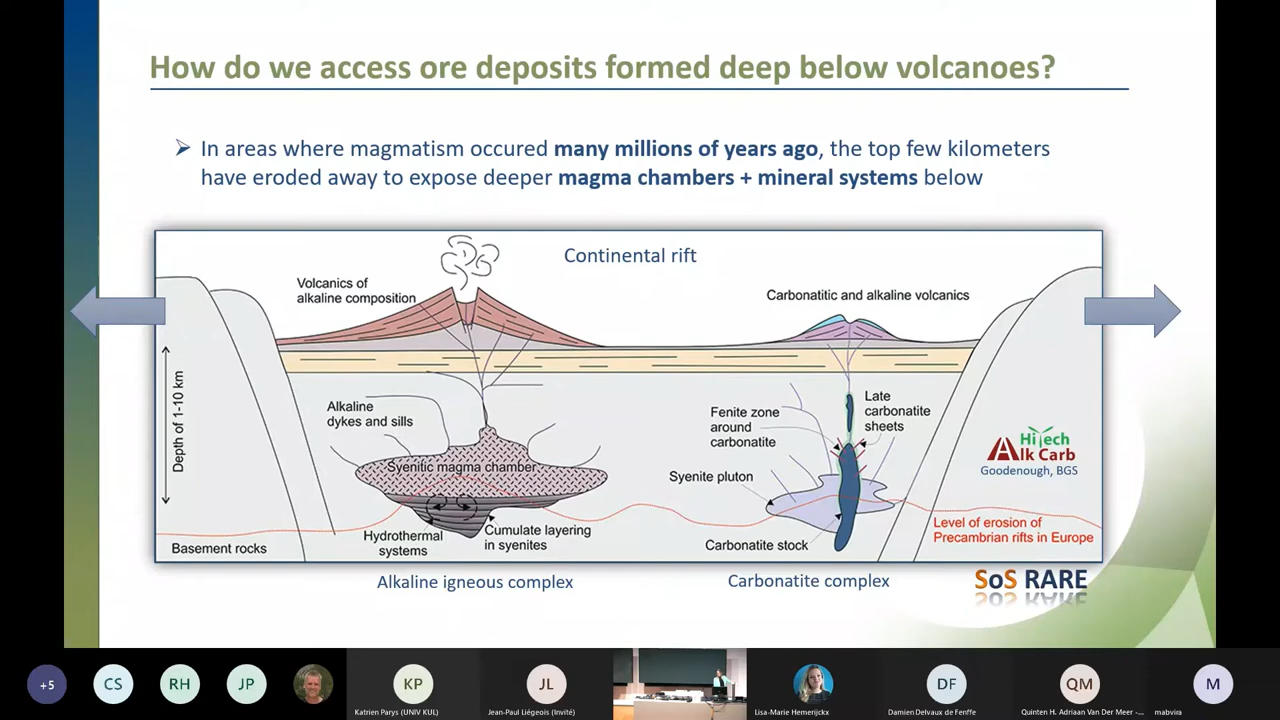 How do we access ore deposits formed deep below volcanoes?
In areas where magmatism occured many millions of years ago, the top few kilometers
have eroded away to expose deeper magma chambers + mineral systems below
Continental rift
Volcanics of
alkaline composition
Carbonatitic and alkaline volcanics
Depth of 1-10 km
Alkaline
dykes and sills
Syenitic magma chamber
Hydrothermal
systems
Cumulate layering
in syenites
Basement rocks
Fenite zone
around
carbonatite
Late
carbonatite
sheets
Syenite pluton
Carbonatite stock
HiTech
Alk Carb
Goodenough, BGS
Level of erosion of
Precambrian rifts in Europe
Alkaline igneous complex
Carbonatite complex
SoS RARE
+5
CS
RH
JP
KP
Katrien Parys (UNIV KUL)
JL
Jean-Paul Liégeois (Invité)
Lisa-Marie Hemerijckx
DF
Damien Delvaux de Fenffe
QM
Quinten H. Adriaan Van Der Meer -...
M
mabvira